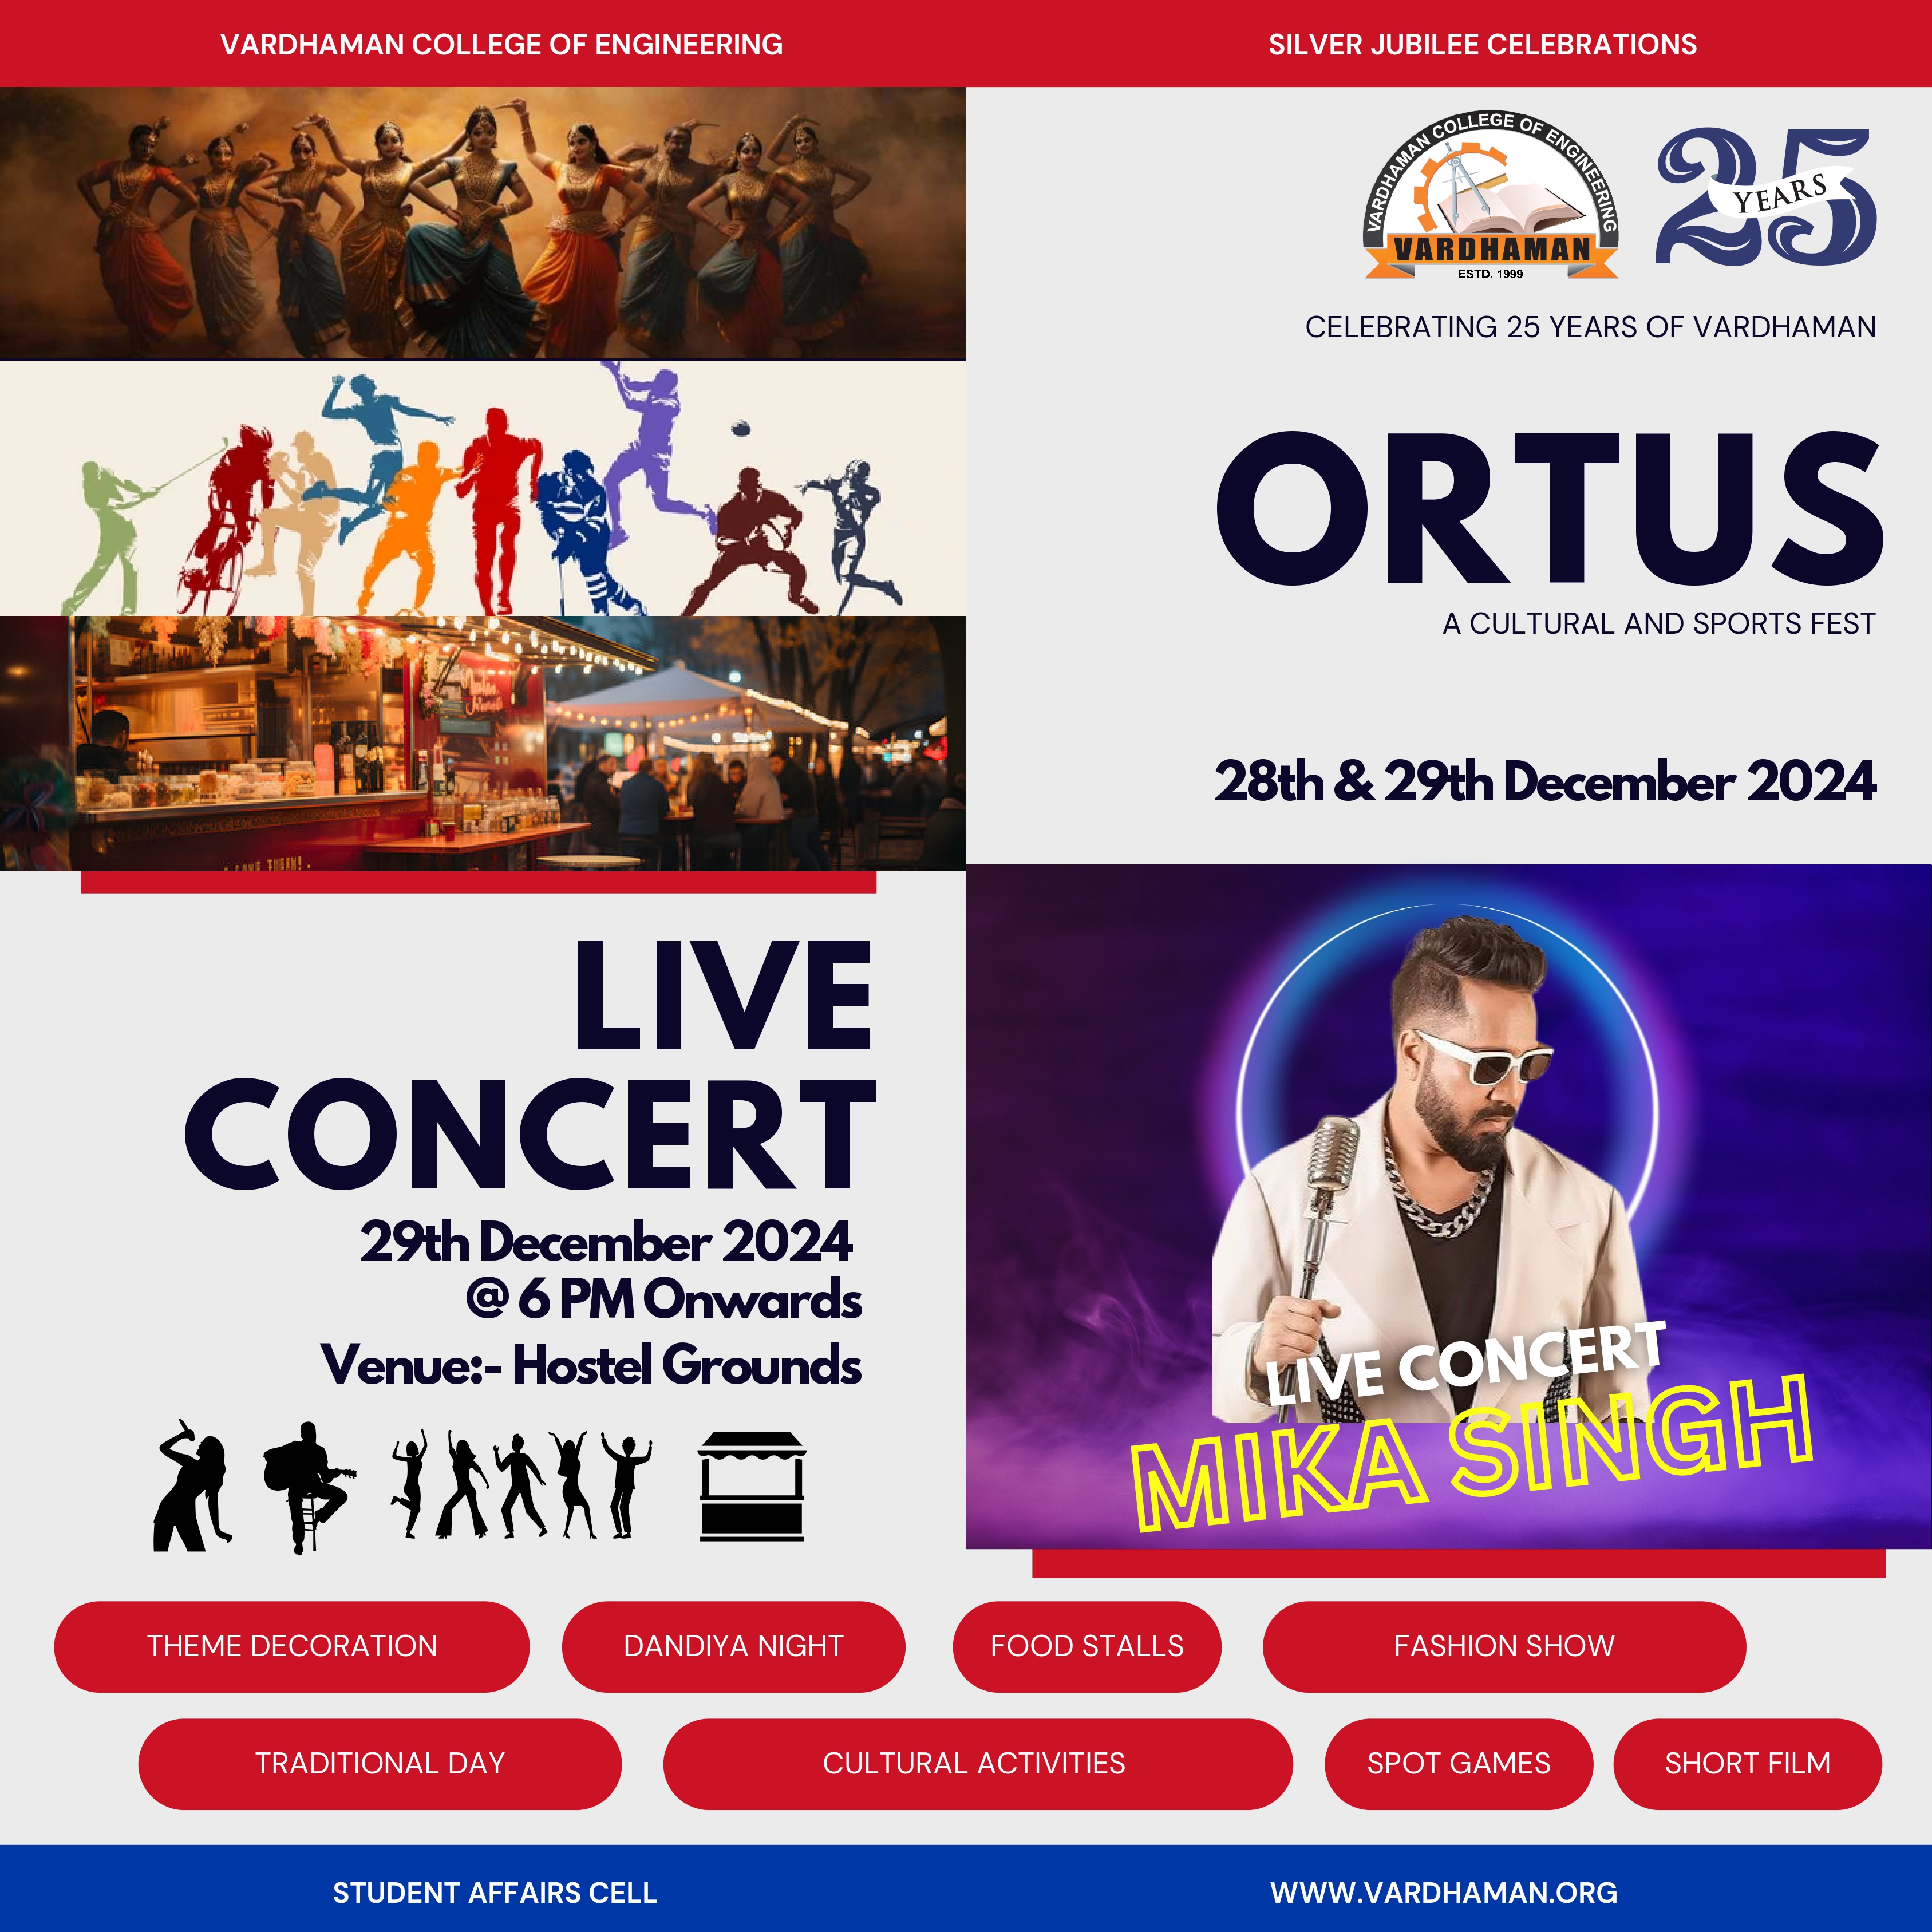 VARDHAMAN COLLEGE OF ENGINEERING
SILVER JUBILEE CELEBRATIONS
VARDHAMAN COLLEGE OF ENGINEERING
VARDHAMAN
ESTD. 1999
25
YEARS
CELEBRATING 25 YEARS OF VARDHAMAN
ORTUS
A CULTURAL AND SPORTS FEST
28th & 29th December 2024
LIVE
CONCERT
29th December 2024
@ 6 PM Onwards
Venue:- Hostel Grounds
LIVE CONCERT
MIKA SINGH
THEME DECORATION
DANDIYA NIGHT
FOOD STALLS
FASHION SHOW
TRADITIONAL DAY
CULTURAL ACTIVITIES
SPOT GAMES
SHORT FILM
STUDENT AFFAIRS CELL
WWW.VARDHAMAN.ORG